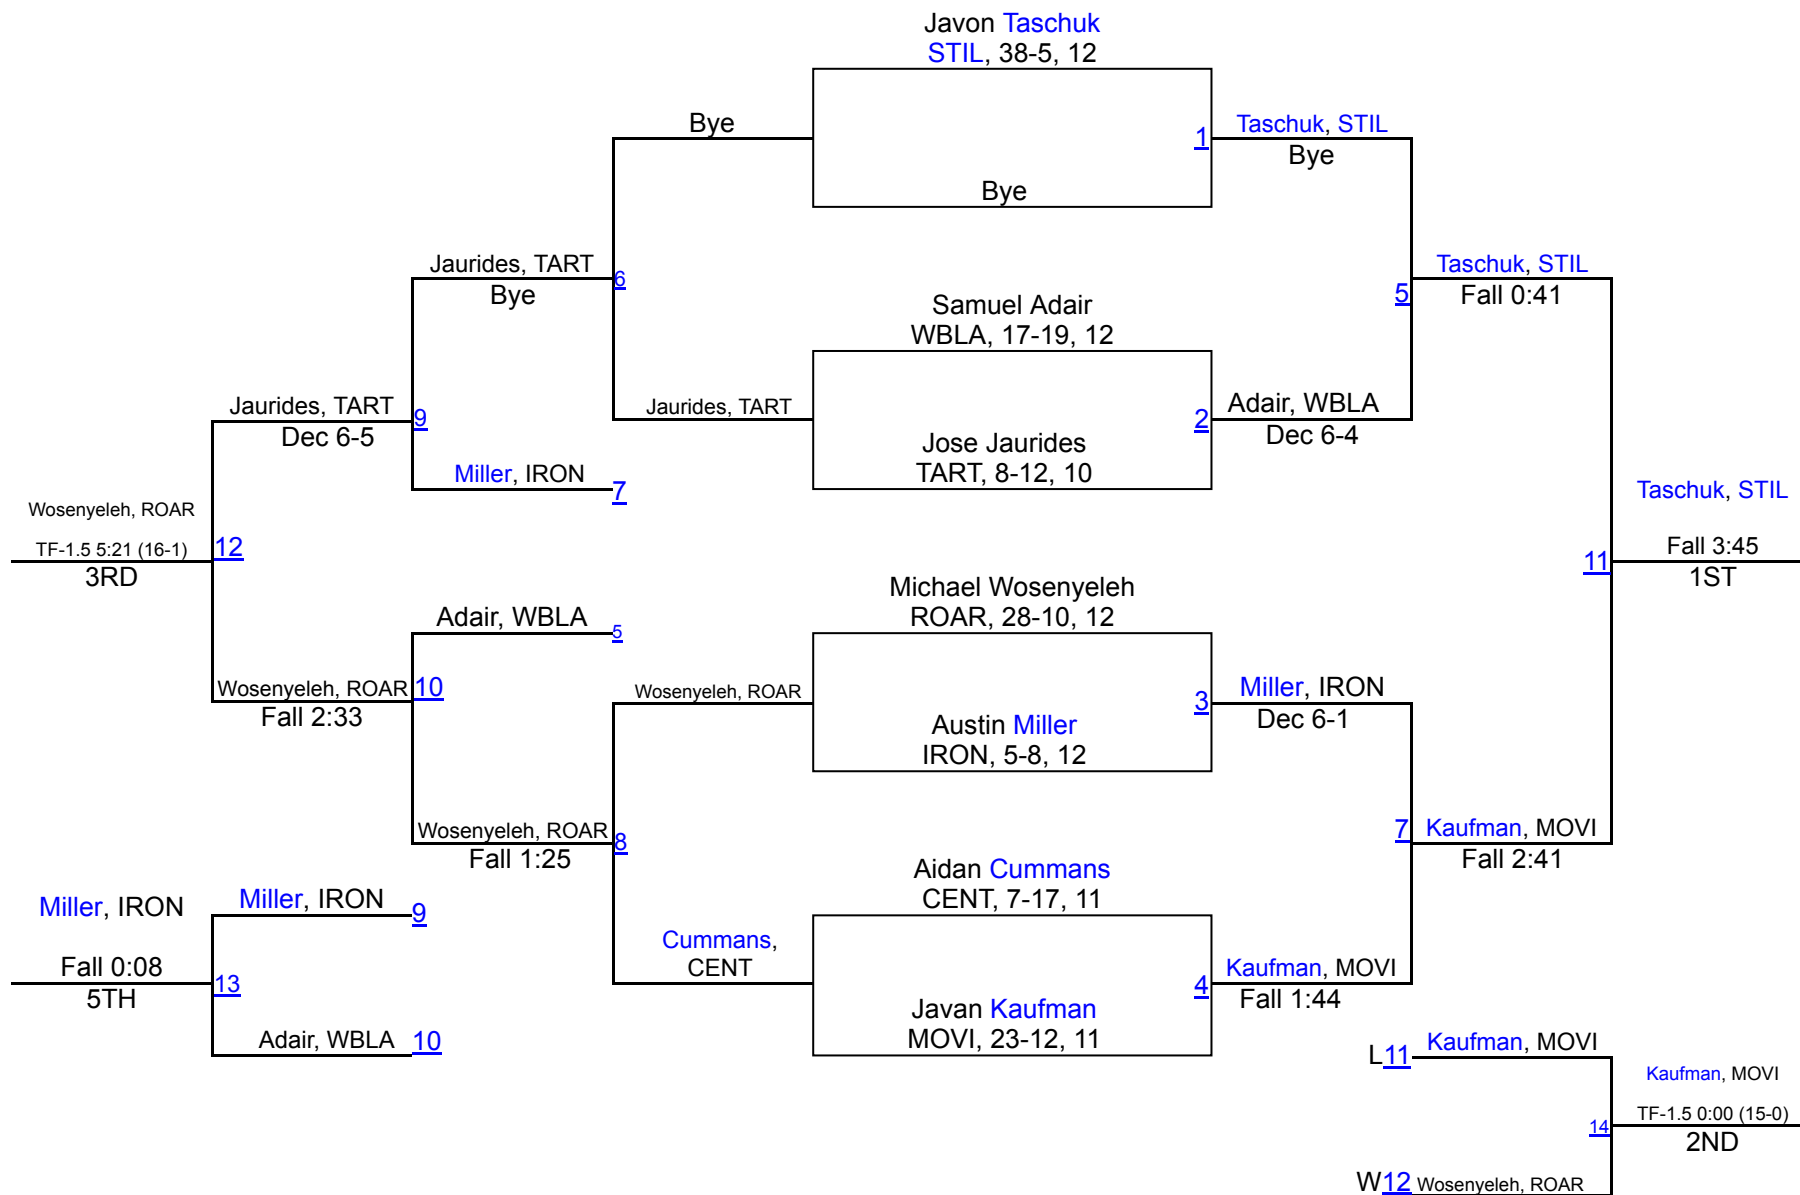 Javon Taschuk
STIL, 38-5, 12
Bye
1
Taschuk, STIL
Bye
Bye
Jaurides, TART
Bye
6
Taschuk, STIL
Fall 0:41
5
Samuel Adair
WBLA, 17-19, 12
Jaurides, TART
Dec 6-5
9
Jaurides, TART
2
Adair, WBLA
Dec 6-4
Jose Jaurides
TART, 8-12, 10
Miller, IRON
7
Wosenyeleh, ROAR
TF-1.5 5:21 (16-1)
3RD
12
Taschuk, STIL
Fall 3:45
1ST
11
Michael Wosenyeleh
ROAR, 28-10, 12
Adair, WBLA
5
Wosenyeleh, ROAR
Fall 2:33
10
Wosenyeleh, ROAR
3
Miller, IRON
Dec 6-1
Austin Miller
IRON, 5-8, 12
Wosenyeleh, ROAR
Fall 1:25
8
7
Kaufman, MOVI
Fall 2:41
Aidan Cummans
CENT, 7-17, 11
Miller, IRON
Fall 0:08
5TH
13
Miller, IRON
9
Cummans,
CENT
4
Kaufman, MOVI
Fall 1:44
Javan Kaufman
MOVI, 23-12, 11
Adair, WBLA
10
L11
Kaufman, MOVI
Kaufman, MOVI
TF-1.5 0:00 (15-0)
2ND
14
W12
Wosenyeleh, ROAR